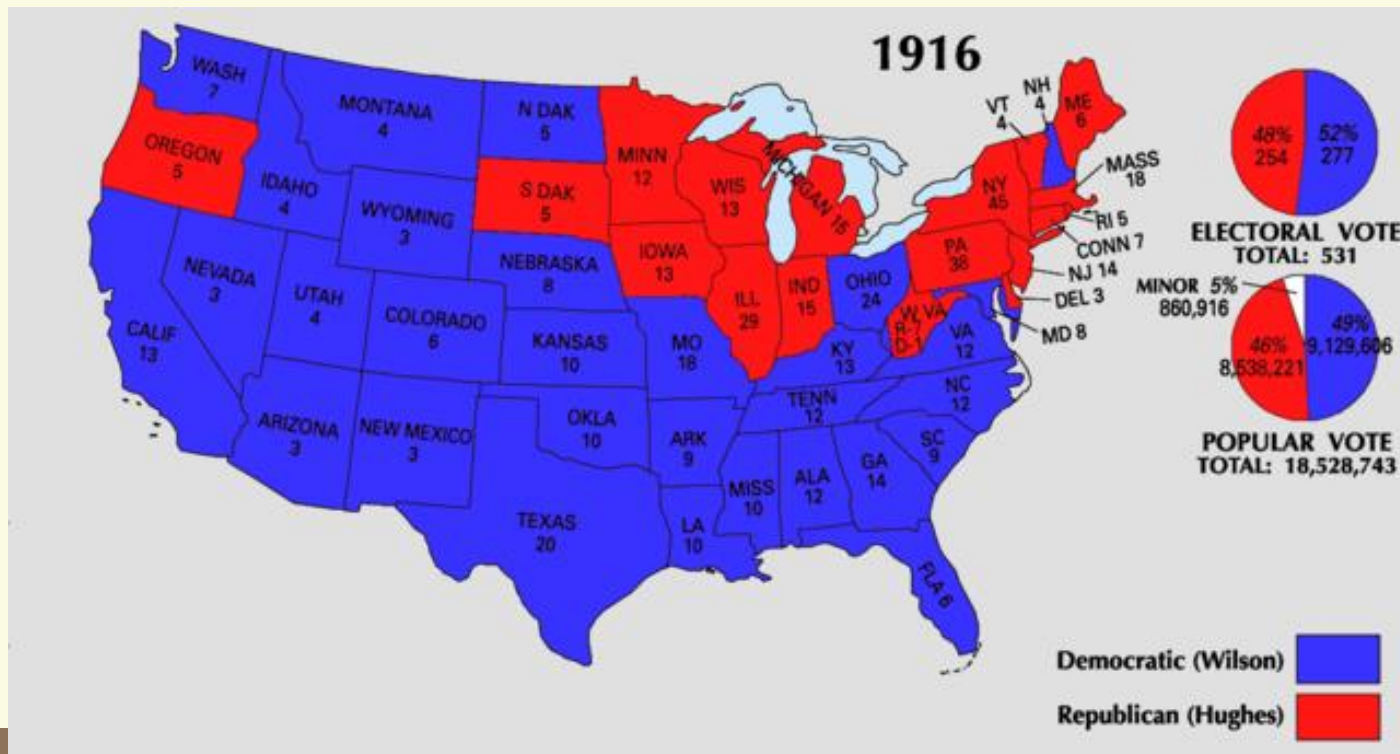 1916
WASH
7
OREGON
5
CALIF
13
NEVADA
3
IDAHO
4
MONTANA
4
WYOMING
3
UTAH
4
COLORADO
6
ARIZONA
3
NEW MEXICO
3
N DAK
5
S DAK
5
NEBRASKA
8
KANSAS
10
OKLA
10
TEXAS
20
MINN
12
IOWA
13
MO
18
ARK
9
LA
10
WIS
13
ILL
29
MICHIGAN 15
IND
15
OHIO
24
KY
13
TENN
12
MISS
10
ALA
12
GA
14
FLA 6
SC
9
NC
12
VA
12
W VA
R-7
D-1
PA
38
NY
45
VT
4
NH
4
ME
6
MASS
18
RI 5
CONN 7
NJ 14
DEL 3
MD 8
48%
254
52%
277
ELECTORAL VOTE
TOTAL: 531
MINOR 5%
860,916
46%
8,538,221
49%
9,129,606
POPULAR VOTE
TOTAL: 18,528,743
Democratic (Wilson)
Republican (Hughes)